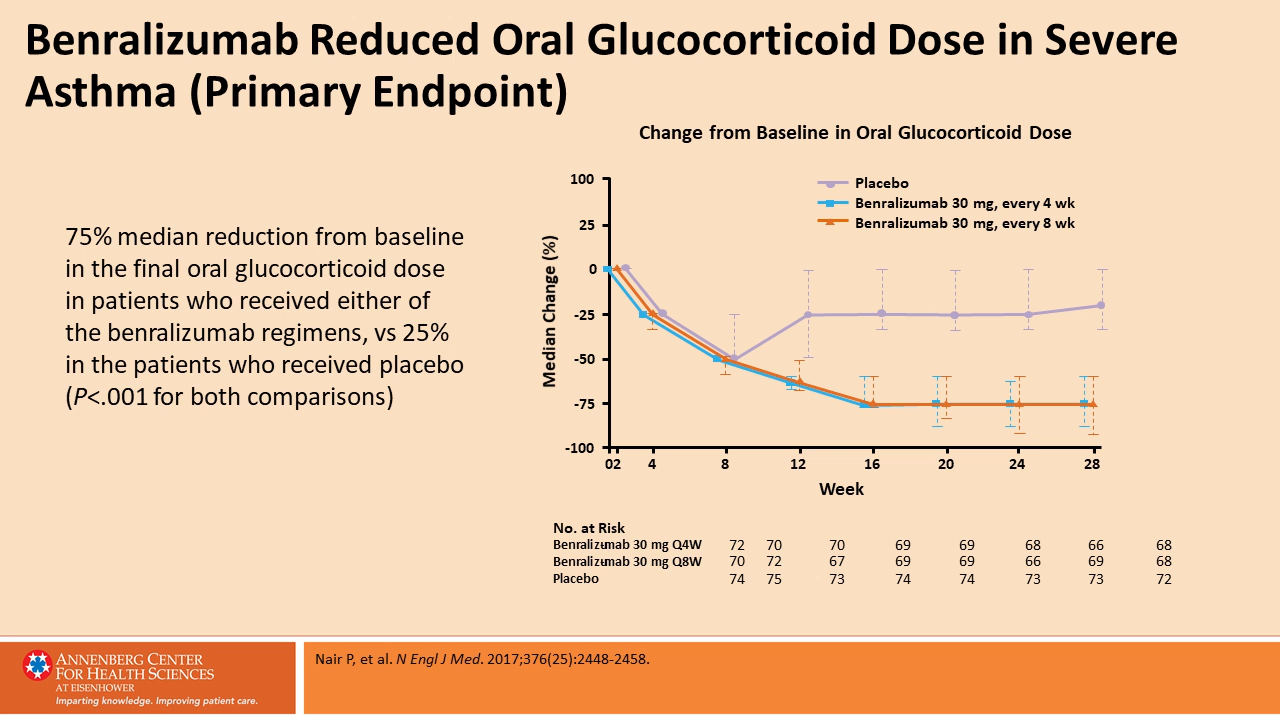 Benralizumab Reduced Oral Glucocorticoid Dose in Severe
Asthma (Primary Endpoint)
75% median reduction from baseline
in the final oral glucocorticoid dose
in patients who received either of
the benralizumab regimens, vs 25%
in the patients who received placebo
(P<.001 for both comparisons)
Change from Baseline in Oral Glucocorticoid Dose
Placebo
Benralizumab 30 mg, every 4 wk
Benralizumab 30 mg, every 8 wk
Median Change (%)
100
25
0
-25
-50
-75
-100
02 4 8 12 16 20 24 28
Week
No. at Risk
Benralizumab 30 mg Q4W 72 70 70 69 69 68 66 68
Benralizumab 30 mg Q8W 70 72 67 69 69 66 69 68
Placebo 74 75 73 74 74 73 73 72
ANNENBERG CENTER
FOR HEALTH SCIENCES
AT EISENHOWER
Imparting knowledge. Improving patient care.
Nair P, et al. N Engl J Med. 2017;376(25):2448-2458.